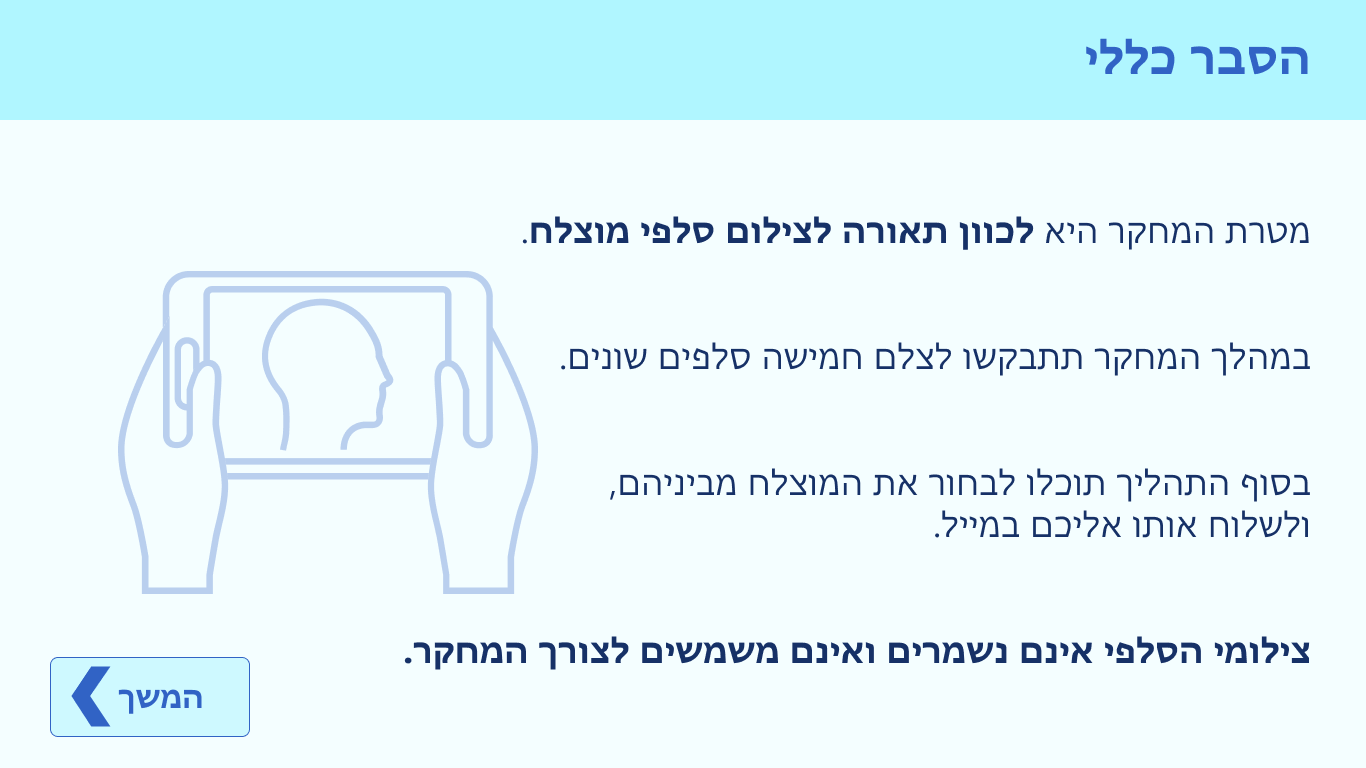 הסבר כללי
מטרת המחקר היא לכוון תאורה לצילום סלפי מוצלח.
במהלך המחקר תתבקשו לצלם חמישה סלפים שונים.
בסוף התהליך תוכלו לבחור את המוצלח מביניהם,
ולשלוח אותו אליכם במייל.
צילומי הסלפי אינם נשמרים ואינם משמשים לצורך המחקר.
המשך